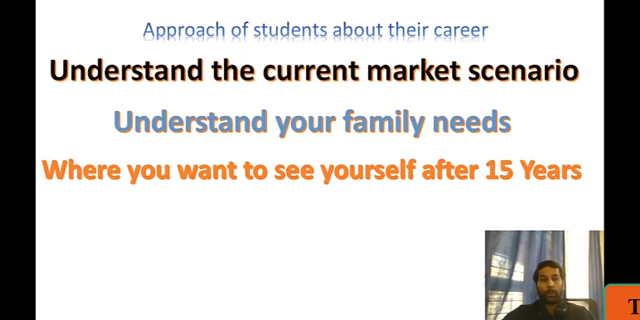 Approach of students about their career
Understand the current market scenario
Understand your family needs
Where you want to see yourself after 15 Years
T